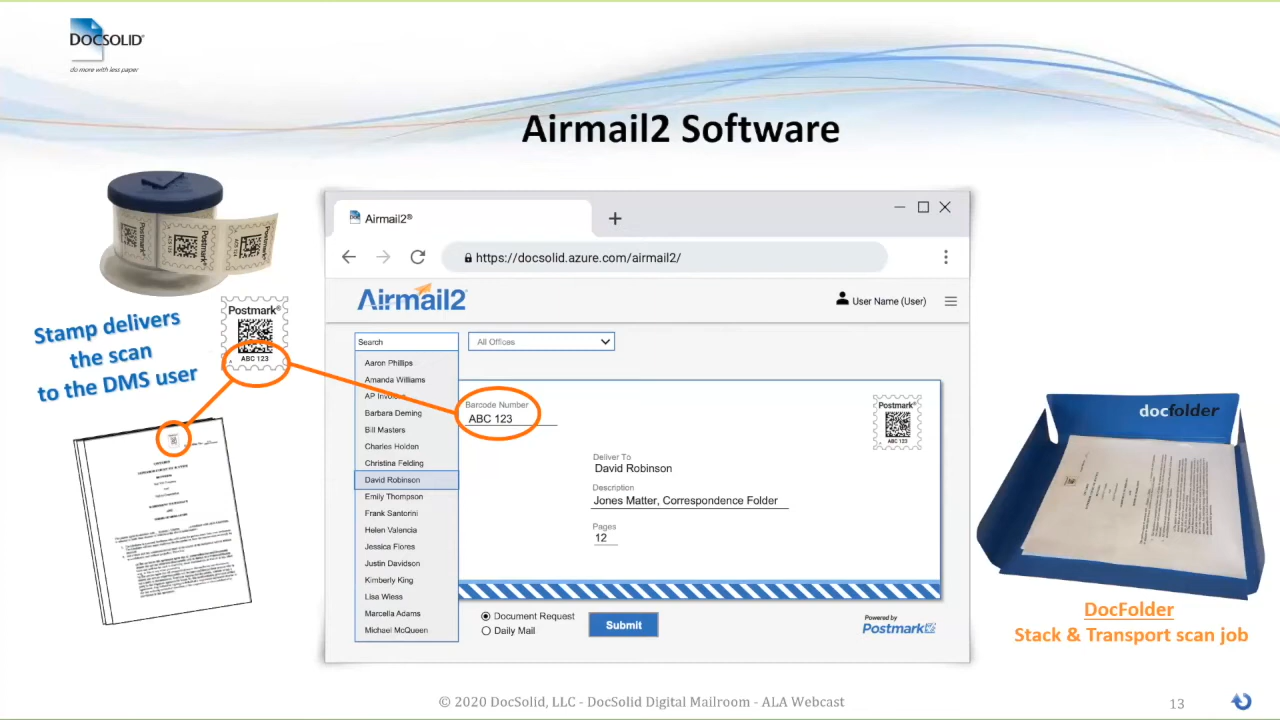 DOCSOLID®
do more with less paper
Airmail2 Software
Postmark®
ABC 123
Stamp delivers
the scan
to the DMS user
Postmark®
ABC 123
Airmail2®
https://docsolid.azure.com/airmail2/
Airmail2®
User Name (User)
Search
All Offices
Aaron Phillips
Amanda Williams
Barbara Deming
Bill Masters
Charles Holden
Christina Felding
David Robinson
Emily Thompson
Frank Santorini
Helen Valencia
Jessica Flores
Justin Davidson
Kimberly King
Lisa Wiess
Marcella Adams
Michael McQueen
Barcode Number
ABC 123
Postmark®
ABC 123
Deliver To
David Robinson
Description
Jones Matter, Correspondence Folder
Pages
12
Document Request
Daily Mail
Submit
Powered by
Postmark
docfolder
DocFolder
Stack & Transport scan job
© 2020 DocSolid, LLC - DocSolid Digital Mailroom - ALA Webcast
13